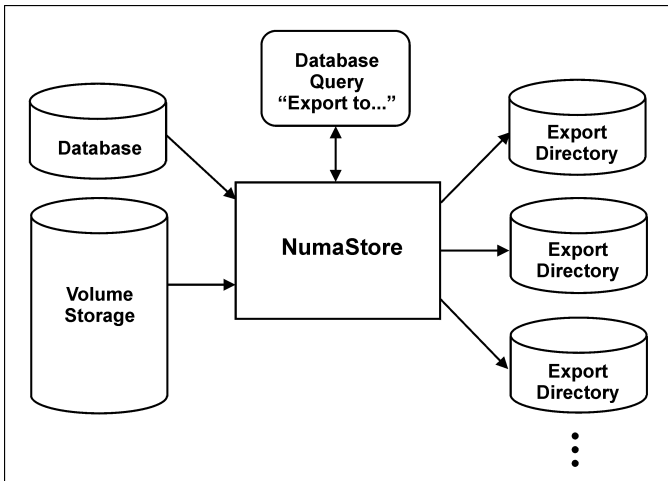 Database
Query
“Export to...”
Database
Volume
Storage
NumaStore
Export
Directory
Export
Directory
Export
Directory